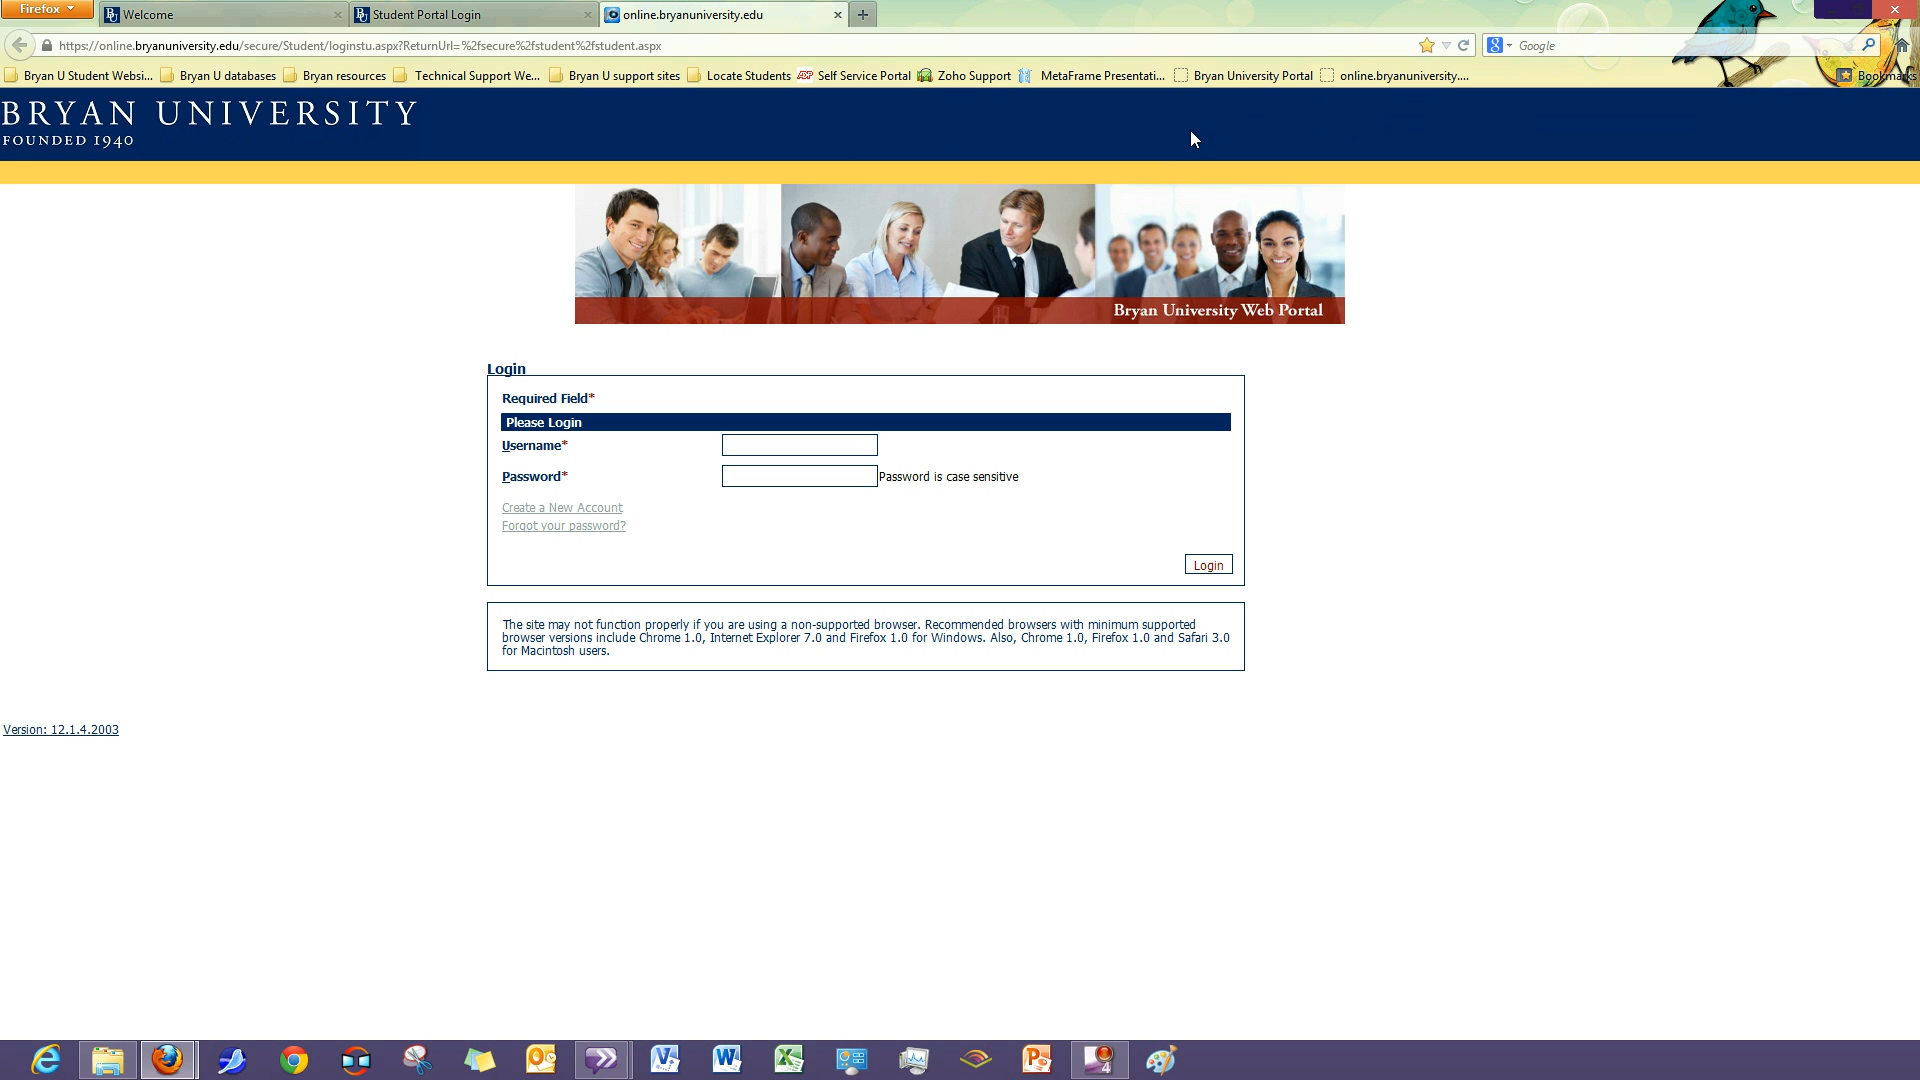 Firefox
Welcome
Student Portal Login
online.bryanuniversity.edu
https://online.bryanuniversity.edu/secure/Student/loginstu.aspx?ReturnUrl=%2fsecure%2fstudent%2fstudent.aspx
Google
Bryan U Student Websi... Bryan U databases Bryan resources Technical Support We... Bryan U support sites Locate Students ADP Self Service Portal Zoho Support MetaFrame Presentati... Bryan University Portal online.bryanuniversity.... Bookmarks
BRYAN UNIVERSITY
FOUNDED 1940
Bryan University Web Portal
Login
Required Field*
Please Login
Username*
Password* Password is case sensitive
Create a New Account
Forgot your password?
Login
The site may not function properly if you are using a non-supported browser. Recommended browsers with minimum supported
browser versions include Chrome 1.0, Internet Explorer 7.0 and Firefox 1.0 for Windows. Also, Chrome 1.0, Firefox 1.0 and Safari 3.0
for Macintosh users.
Version: 12.1.4.2003